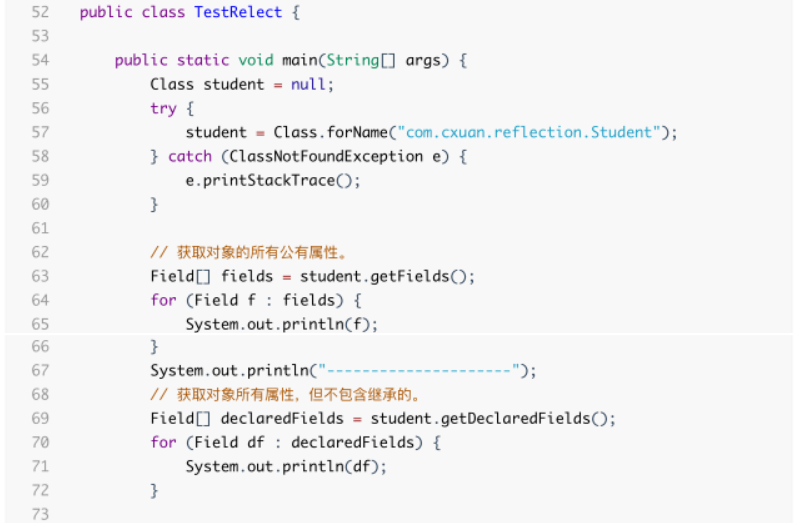 52 public class TestRelect {
53
54 public static void main(String[] args) {
55 Class student = null;
56 try {
57 student = Class.forName("com.cxuan.reflection.Student");
58 } catch (ClassNotFoundException e) {
59 e.printStackTrace();
60 }
61
62 // 获取对象的所有公有属性。
63 Field[] fields = student.getFields();
64 for (Field f : fields) {
65 System.out.println(f);
66 }
67 System.out.println("---------------------");
68 // 获取对象所有属性，但不包含继承的。
69 Field[] declaredFields = student.getDeclaredFields();
70 for (Field df : declaredFields) {
71 System.out.println(df);
72 }
73